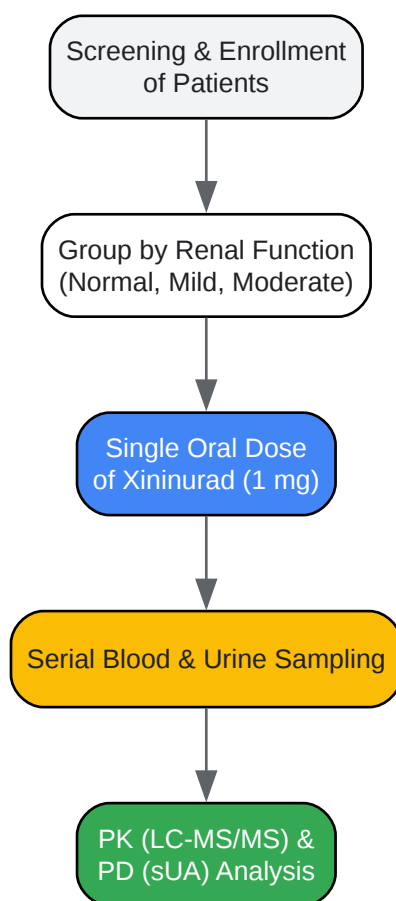 Screening & Enrollment
of Patients
Group by Renal Function
(Normal, Mild, Moderate)
Single Oral Dose
of Xininurad (1 mg)
Serial Blood & Urine Sampling
PK (LC-MS/MS) &
PD (sUA) Analysis